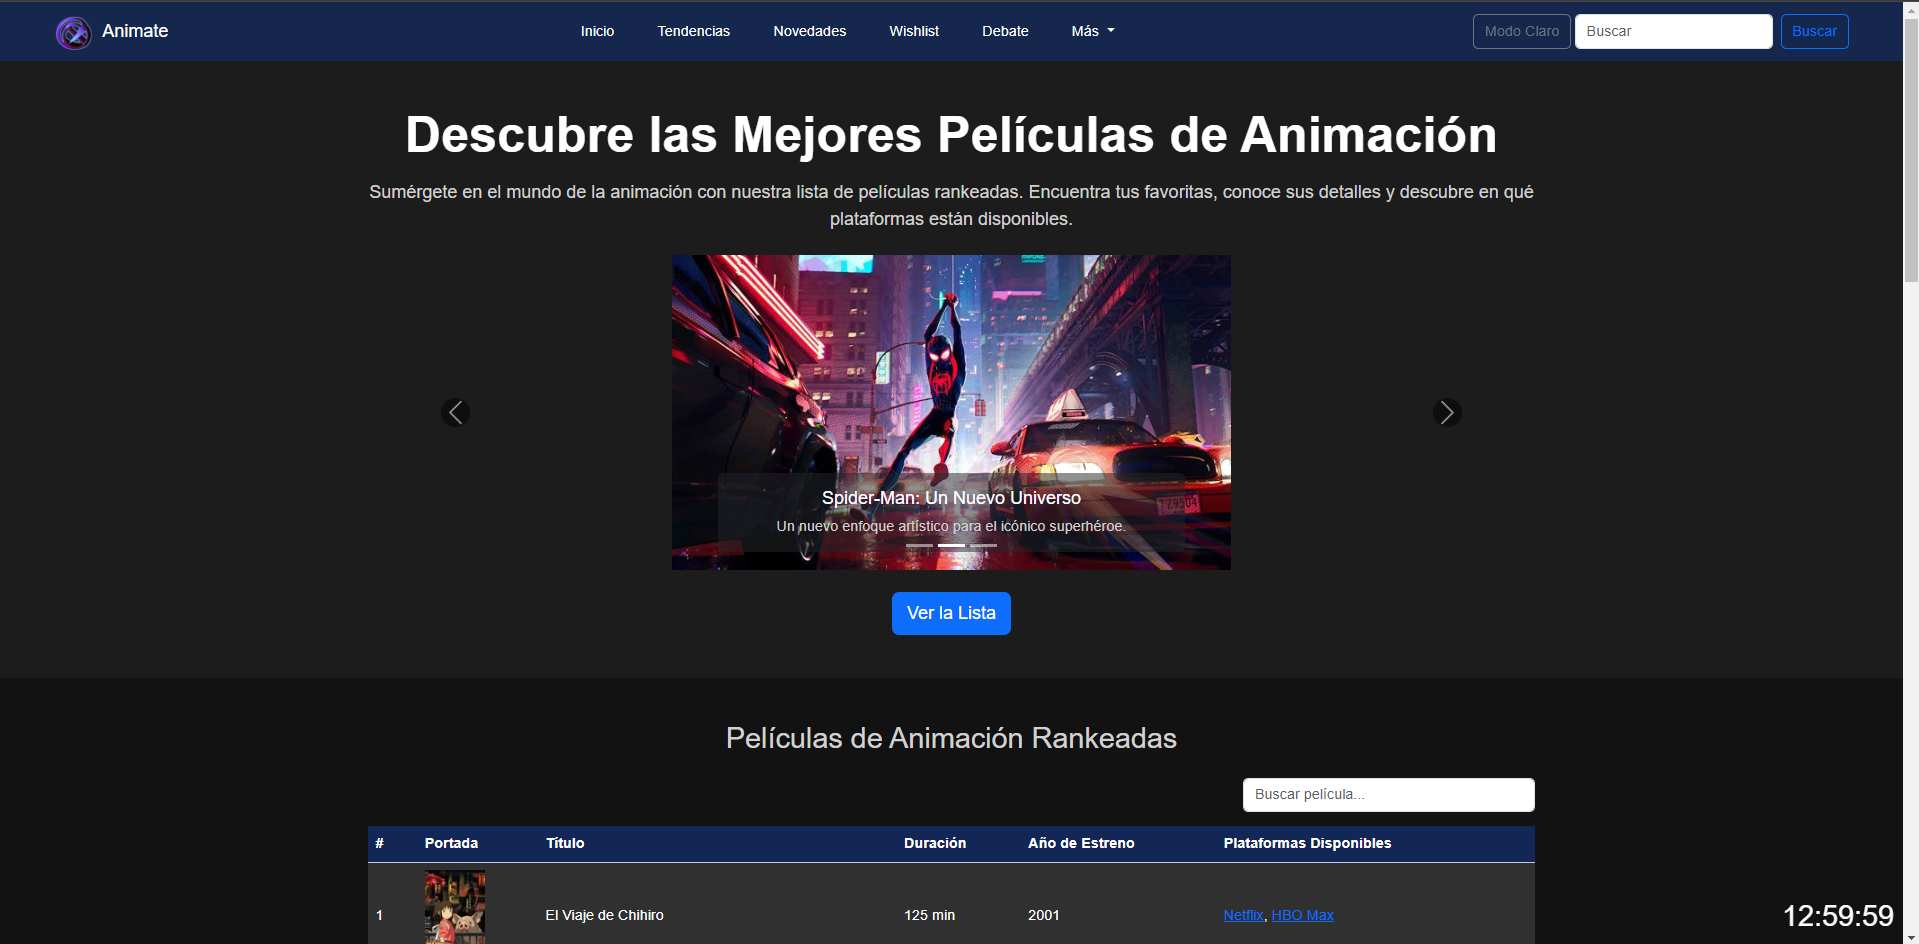 Animate
Inicio
Tendencias
Novedades
Wishlist
Debate
Más
Modo Claro
Buscar
Buscar
Descubre las Mejores Películas de Animación
Sumérgete en el mundo de la animación con nuestra lista de películas rankeadas. Encuentra tus favoritas, conoce sus detalles y descubre en qué
plataformas están disponibles.
Spider-Man: Un Nuevo Universo
Un nuevo enfoque artístico para el icónico superhéroe.
Ver la Lista
Películas de Animación Rankeadas
Buscar película...
# Portada Título Duración Año de Estreno Plataformas Disponibles
1 El Viaje de Chihiro 125 min 2001 Netflix, HBO Max
12:59:59